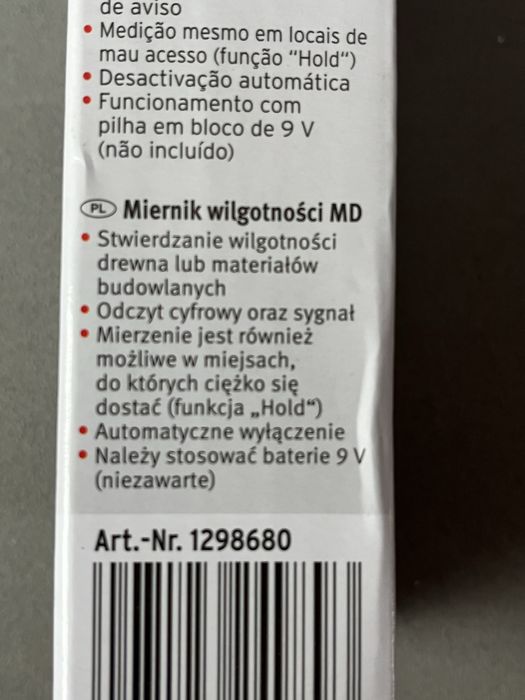 de aviso
• Medição mesmo em locais de
mau acesso (função "Hold“)
• Desactivação automática
• Funcionamento com
pilha em bloco de 9 V
(não incluído)
PL Miernik wilgotności MD
• Stwierdzanie wilgotności
drewna lub materiałów
budowlanych
• Odczyt cyfrowy oraz sygnał
• Mierzenie jest również
możliwe w miejsach,
do których ciężko się
dostać (funkcja „Hold“)
• Automatyczne wyłączenie
• Należy stosować baterie 9 V
(niezawarte)
Art.-Nr. 1298680